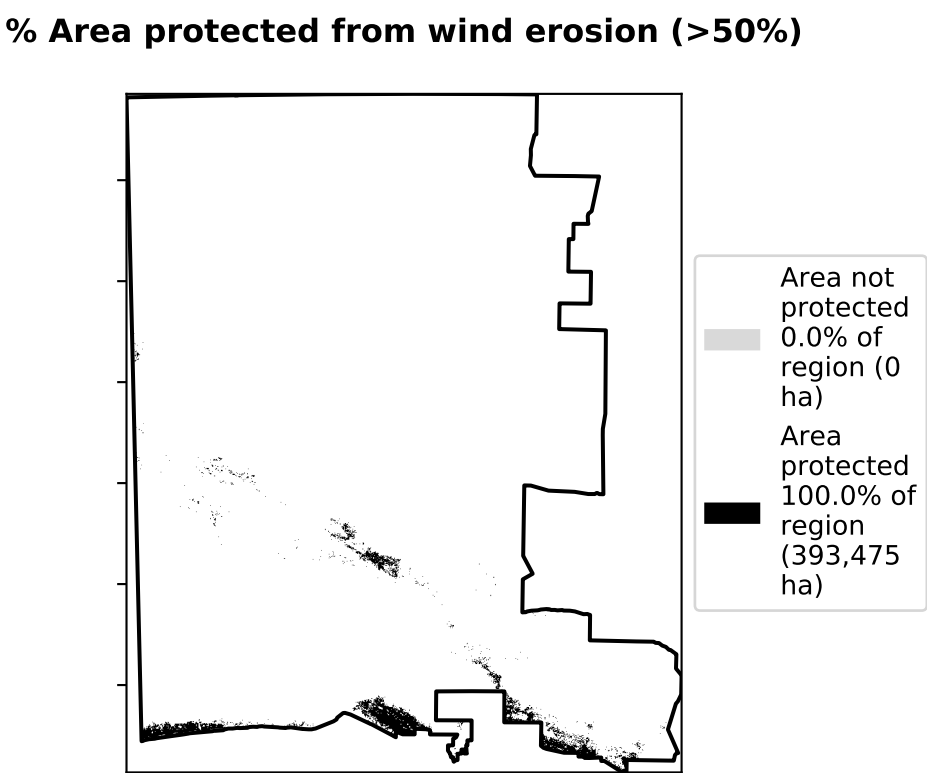 % Area protected from wind erosion (>50%)
Area not
protected
0.0% of
region (0
ha)
Area
protected
100.0% of
region
(393,475
ha)